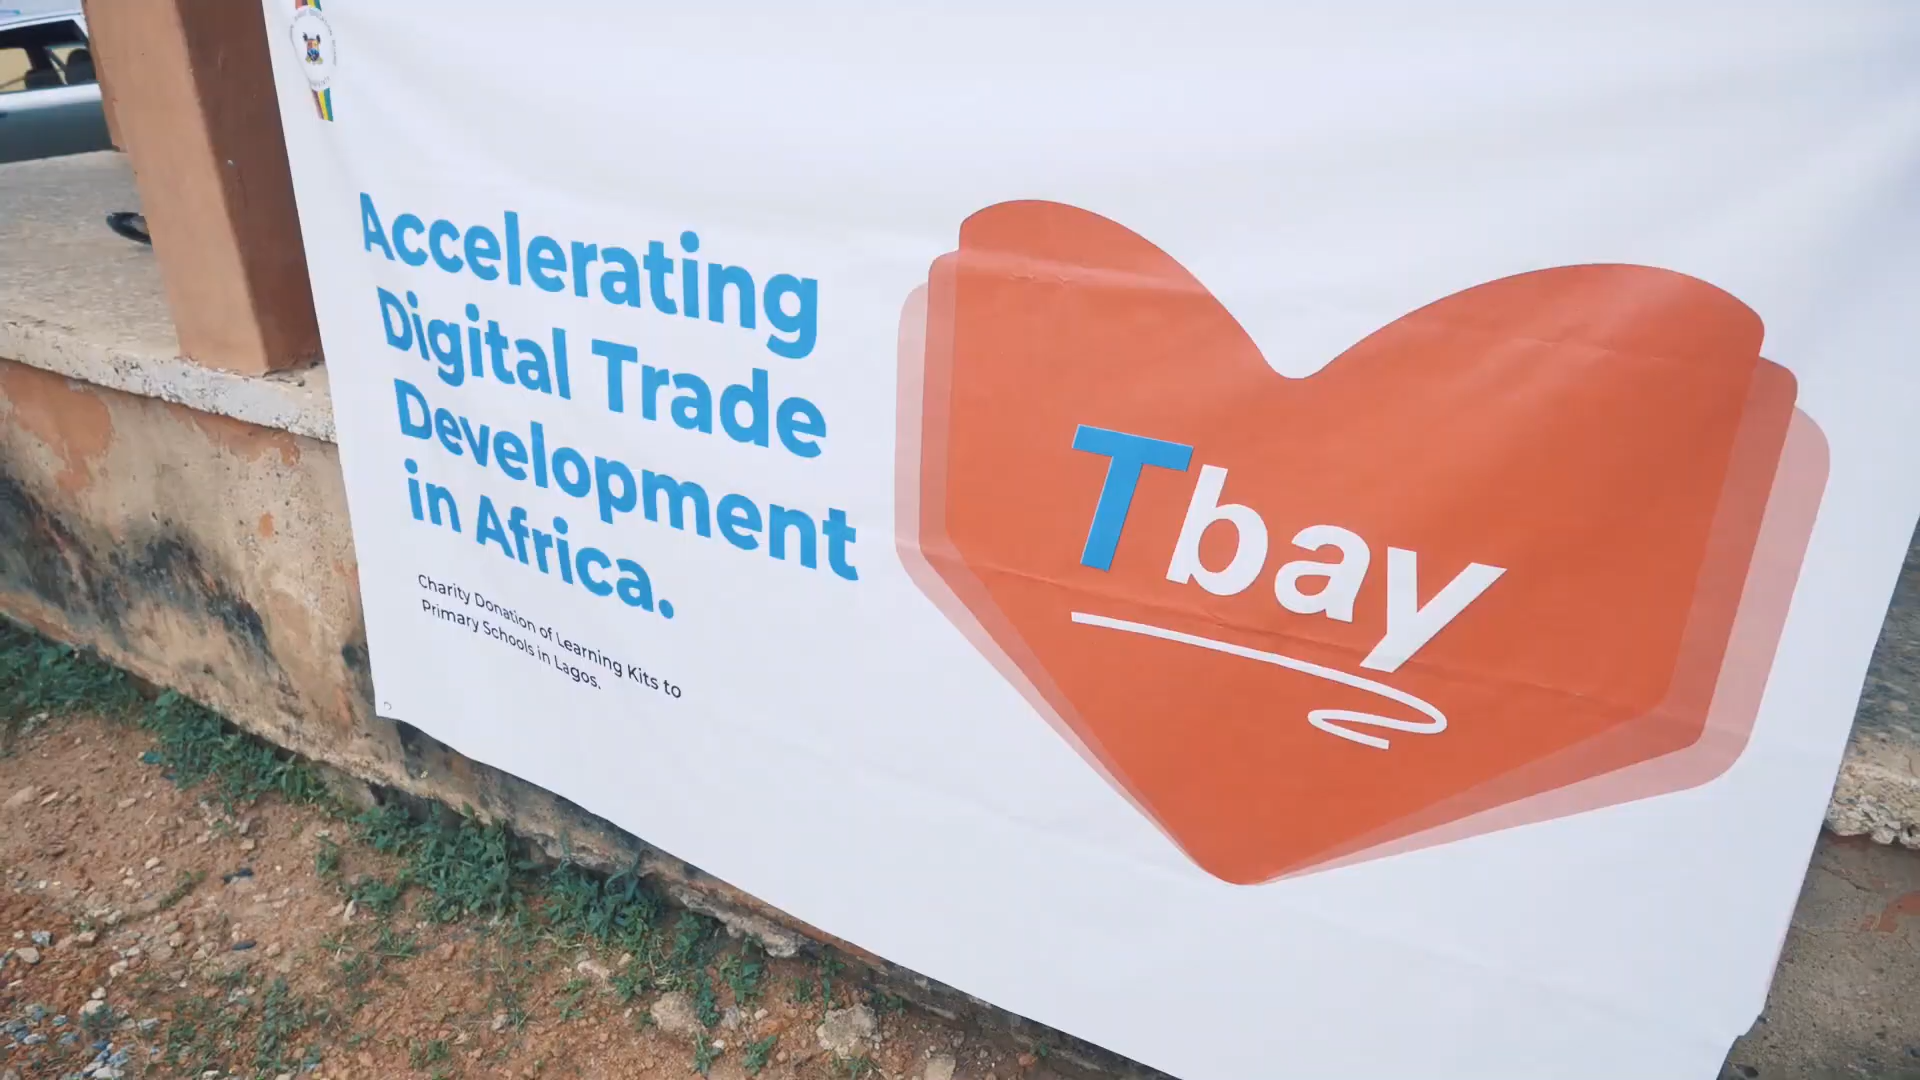 Accelerating
Digital Trade
Development
in Africa.
Charity Donation of Learning Kits to
Primary Schools in Lagos.
Tbay